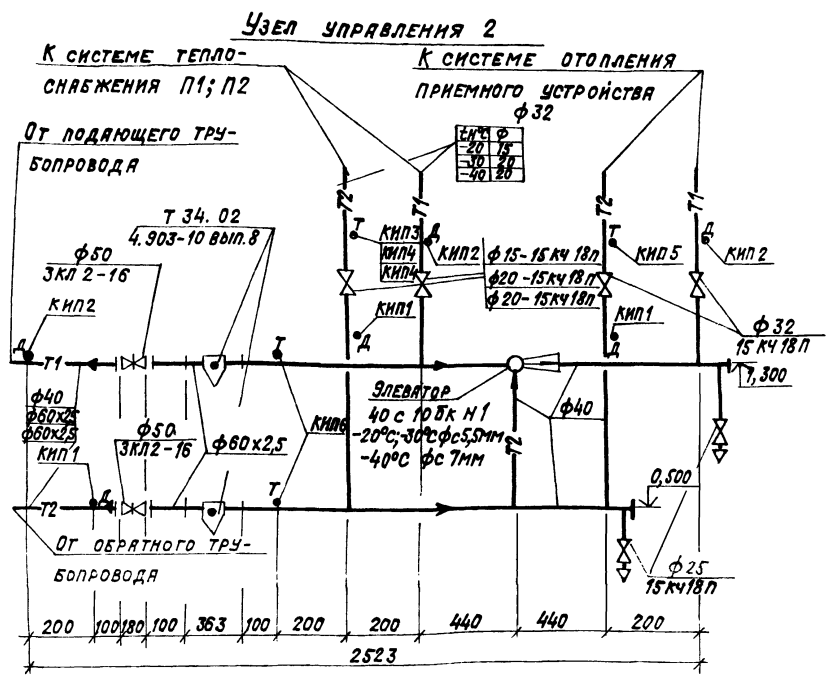 Узел управления 2
К системе тепло-
снабжения П1; П2
К системе отопления
приемного устройства
ф32
От подающего тру-
бопровода
tн°C ф
-20 15
-30 20
-40 20
Т 34.02
4.903-10 вып.8
ф50
3КЛ2-16
КИП2
Т2
Т1
Т2
Т1
Т
КИП3
КИП4
КИП4
Д
КИП2
ф15-15кч18п
ф20-15кч18п
ф20-15кч18п
Т
КИП5
Д
КИП2
КИП1
Д
КИП1
Д
ф32
15кч18п
1,300
Д
Т1
Т
ф40
ф60х2,5
ф60х2,5
КИП1
ф50
3КЛ2-16
ф60х2,5
КИП6
Элеватор
40с10бк N1
-20°C;-30°C фс5,5мм
-40°C фс7мм
Т2
ф40
0,500
Т2
Д
Т
От обратного тру-
бопровода
ф25
15кч18п
200 100 180 100 363 100 200 200 440 440 200
2523